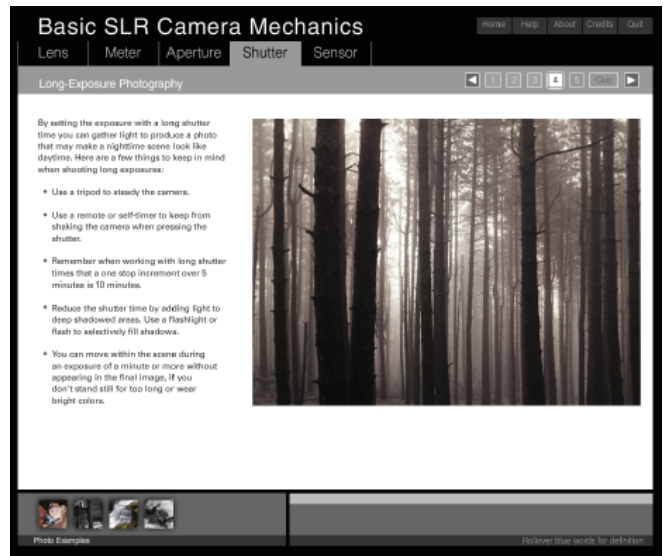 Basic SLR Camera Mechanics
Home Help About Credits Quit
Lens Meter Aperture Shutter Sensor
Long-Exposure Photography
1 2 3 4 5 Quiz
By setting the exposure with a long shutter
time you can gather light to produce a photo
that may make a nighttime scene look like
daytime. Here are a few things to keep in mind
when shooting long exposures:
• Use a tripod to steady the camera.
• Use a remote or self-timer to keep from
shaking the camera when pressing the
shutter.
• Remember when working with long shutter
times that a one stop increment over 5
minutes is 10 minutes.
• Reduce the shutter time by adding light to
deep shadowed areas. Use a flashlight or
flash to selectively fill shadows.
• You can move within the scene during
an exposure of a minute or more without
appearing in the final image, if you
don't stand still for too long or wear
bright colors.
Photo Examples
Rollover blue words for definition